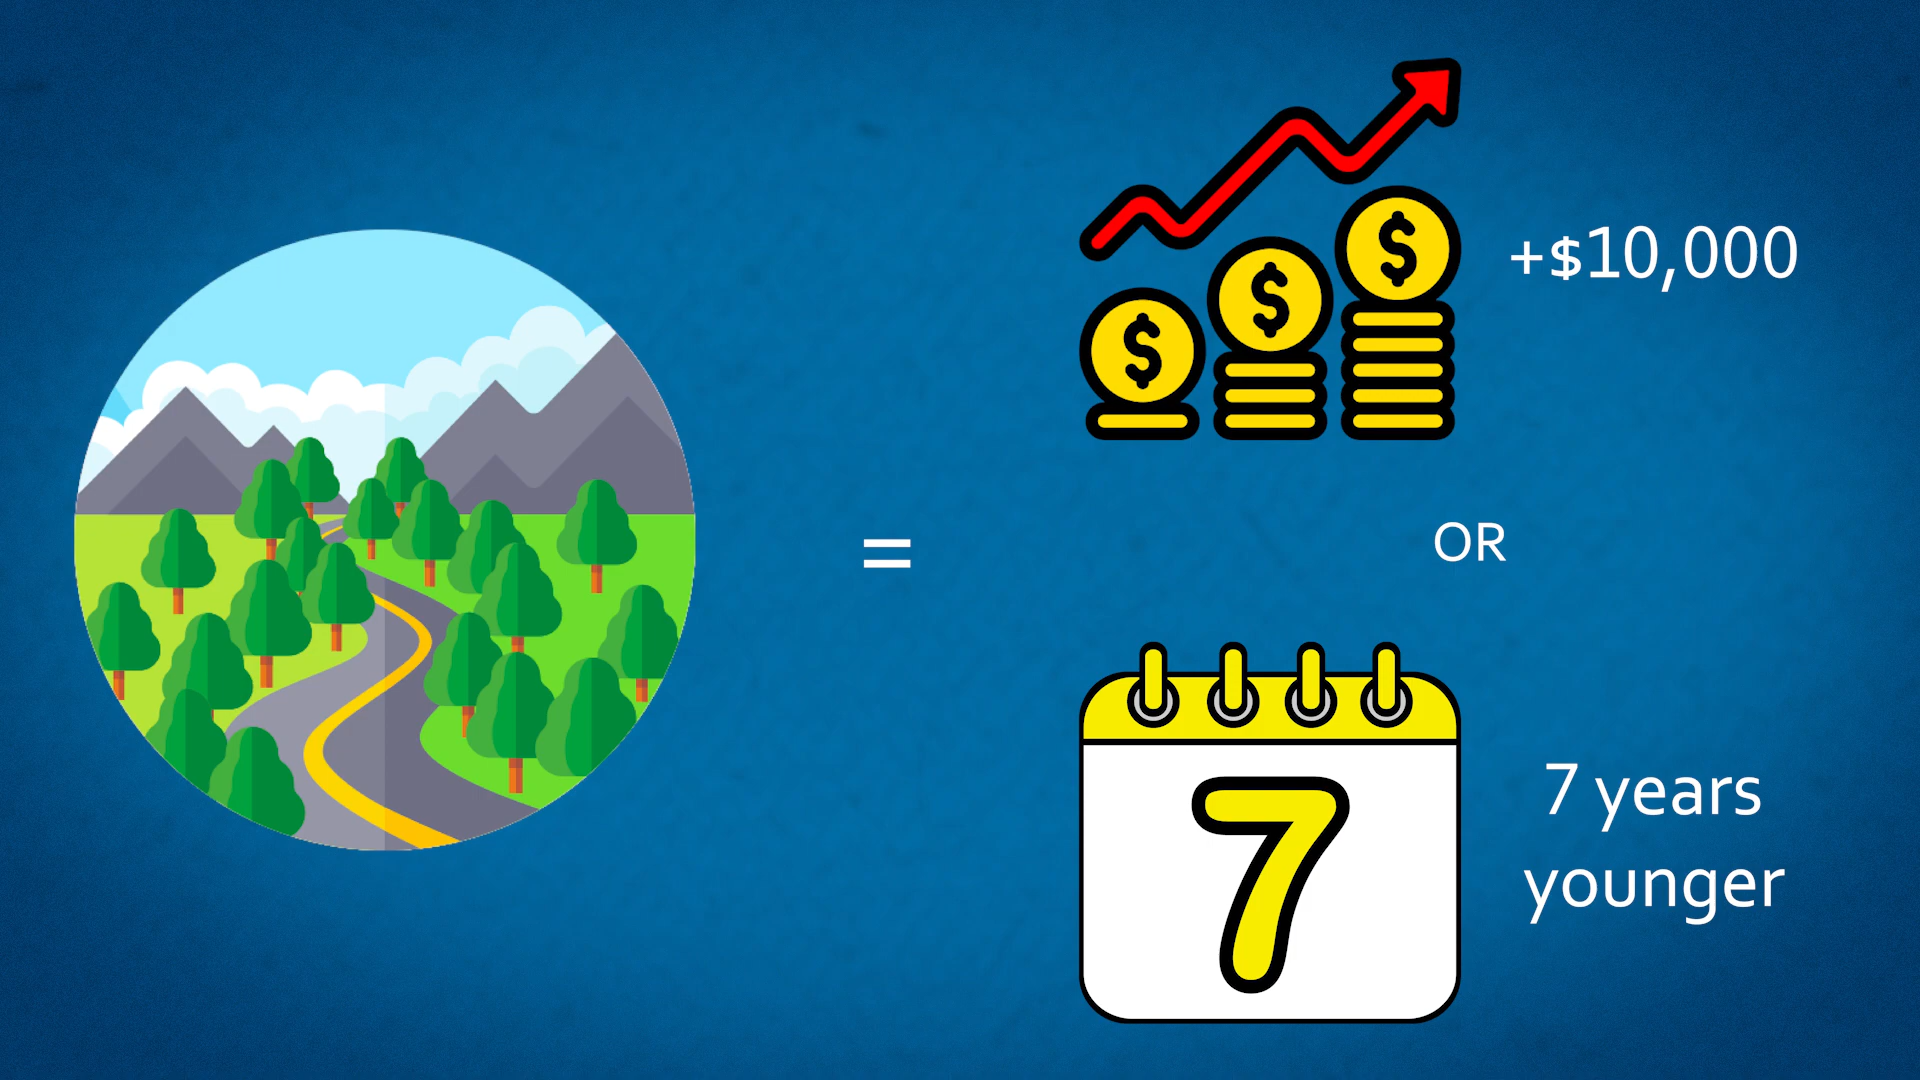 $
$
$
+$10,000
=
OR
7
7 years
younger